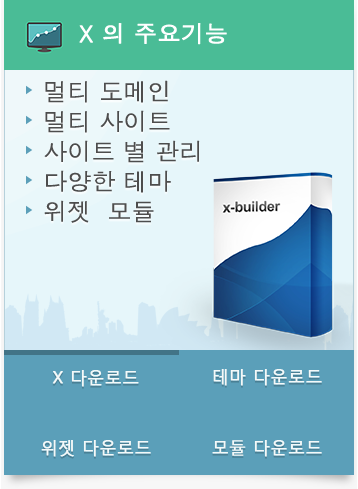 X 의 주요기능
멀티 도메인
멀티 사이트
사이트 별 관리
다양한 테마
위젯 모듈
x-builder
X 다운로드
테마 다운로드
위젯 다운로드
모듈 다운로드